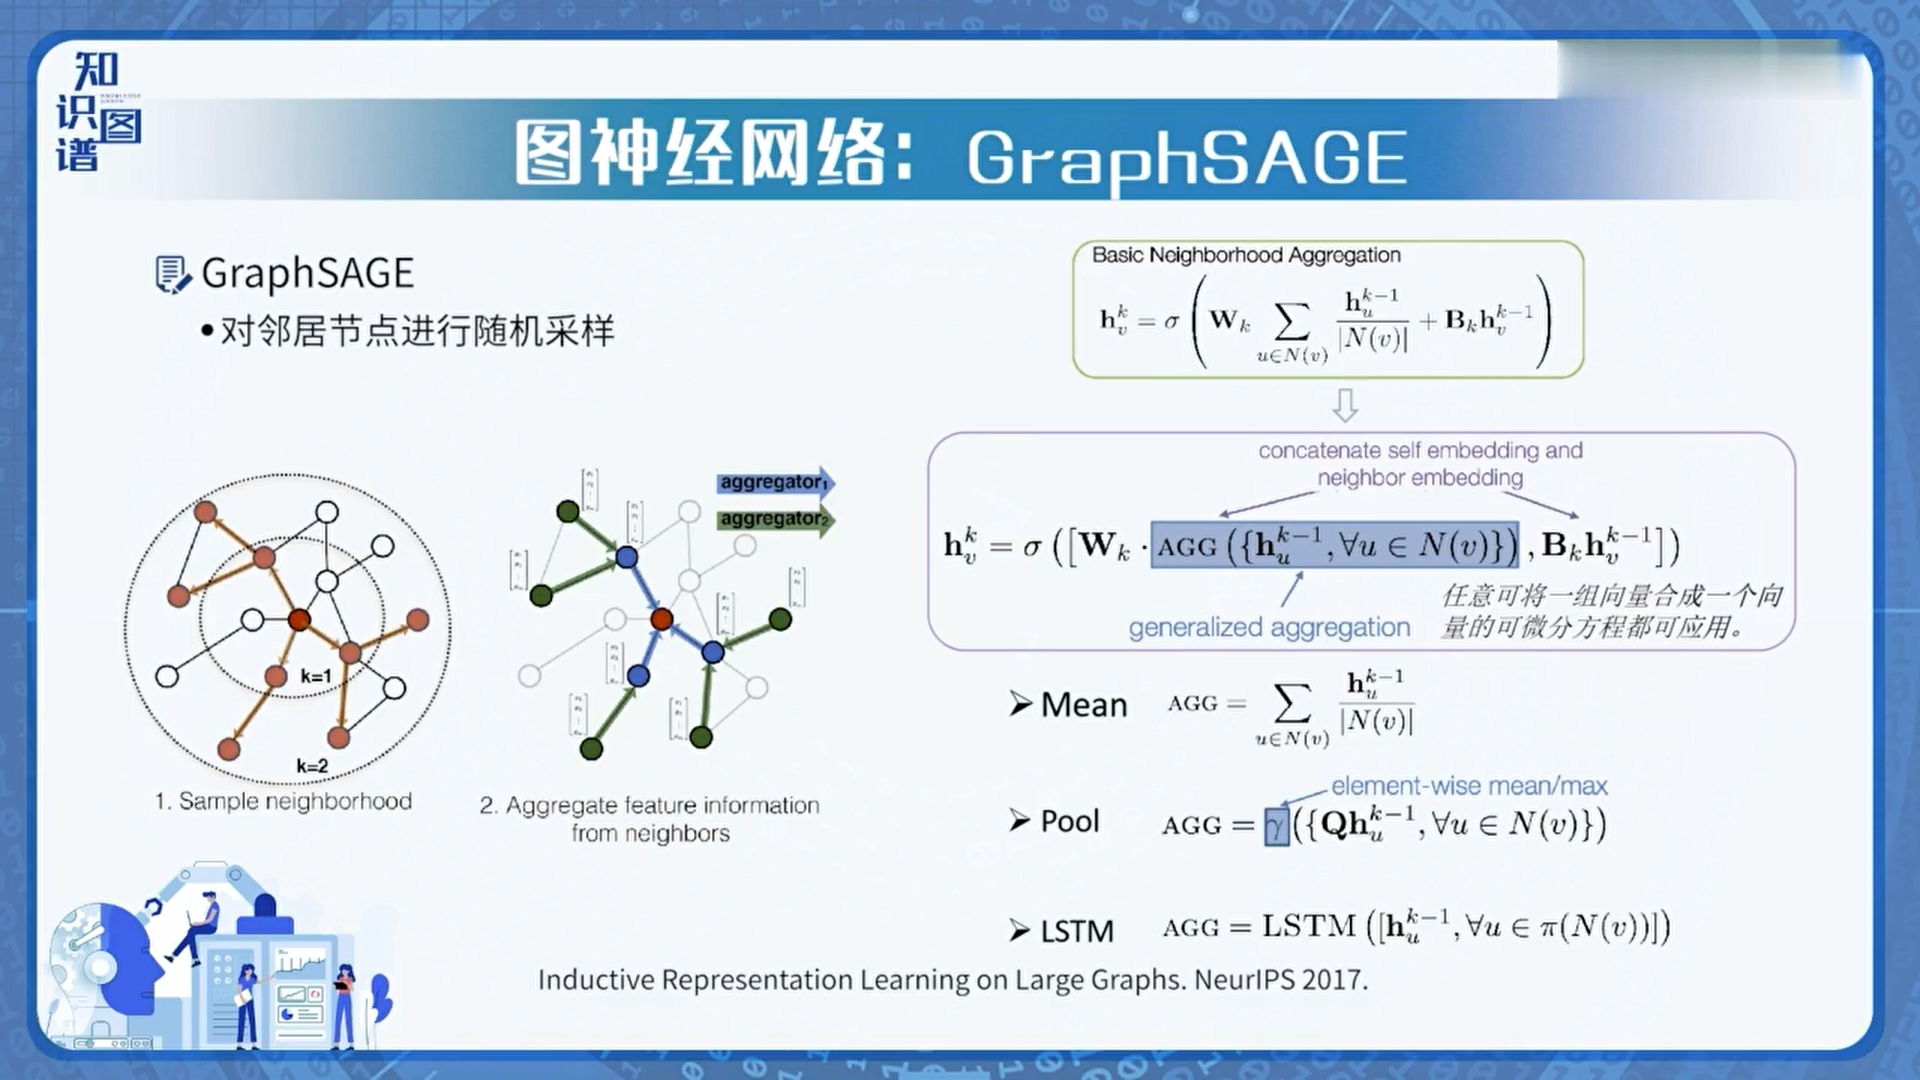 知识图谱
图神经网络：GraphSAGE
GraphSAGE
•对邻居节点进行随机采样
k=1
k=2
1. Sample neighborhood
aggregator₁
aggregator₂
2. Aggregate feature information
from neighbors
Basic Neighborhood Aggregation
$\mathbf{h}_v^k = \sigma \left( \mathbf{W}_k \sum_{u \in N(v)} \frac{\mathbf{h}_u^{k-1}}{|N(v)|} + \mathbf{B}_k \mathbf{h}_v^{k-1} \right)$
concatenate self embedding and
neighbor embedding
$\mathbf{h}_v^k = \sigma \left( \left[ \mathbf{W}_k \cdot \text{AGG} \left( \{ \mathbf{h}_u^{k-1}, \forall u \in N(v) \} \right), \mathbf{B}_k \mathbf{h}_v^{k-1} \right] \right)$
generalized aggregation
任意可将一组向量合成一个向
量的可微分方程都可应用。
➢ Mean $\text{AGG} = \sum_{u \in N(v)} \frac{\mathbf{h}_u^{k-1}}{|N(v)|}$
element-wise mean/max
➢ Pool $\text{AGG} = \gamma \left( \{ \mathbf{Q} \mathbf{h}_u^{k-1}, \forall u \in N(v) \} \right)$
➢ LSTM $\text{AGG} = \text{LSTM} \left( [ \mathbf{h}_u^{k-1}, \forall u \in \pi(N(v)) ] \right)$
Inductive Representation Learning on Large Graphs. NeurIPS 2017.